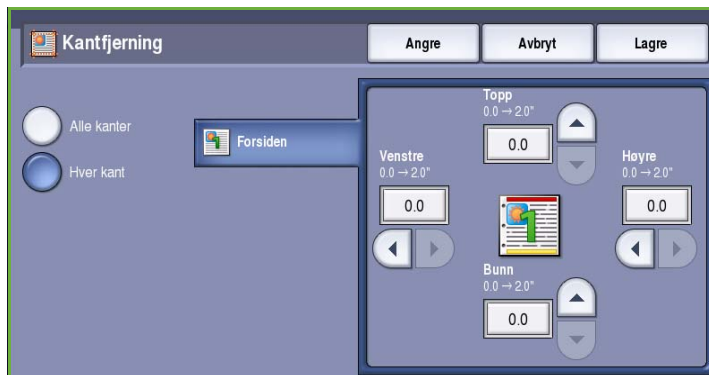 Kantfjerning
Angre
Avbryt
Lagre
Alle kanter
Hver kant
Forsiden
Topp
0.0 → 2.0"
0.0
Venstre
0.0 → 2.0"
0.0
Høyre
0.0 → 2.0"
0.0
1
Bunn
0.0 → 2.0"
0.0